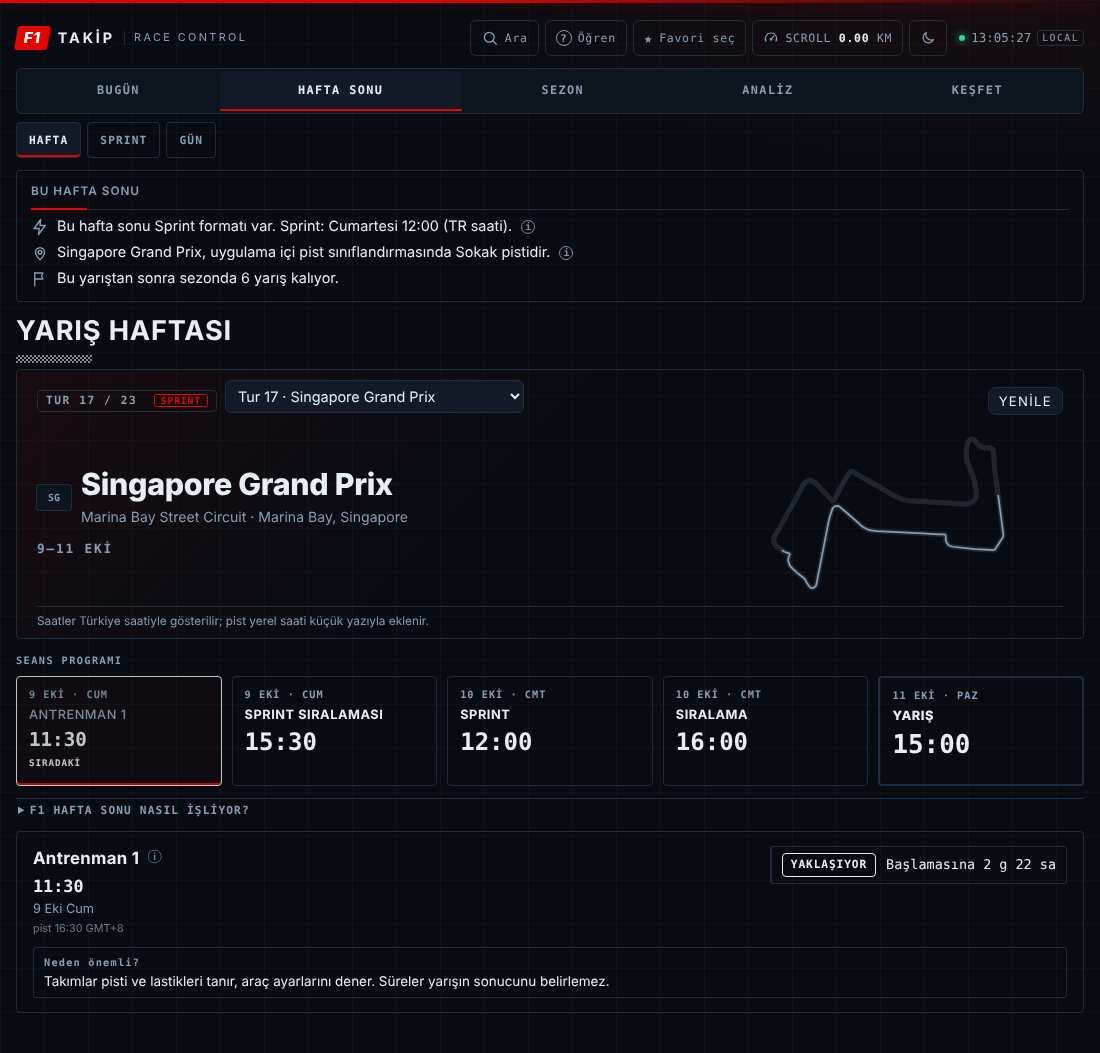 F1 TAKİP RACE CONTROL Ara ? Öğren ★ Favori seç SCROLL 0.00 KM 13:05:27 LOCAL
BUGÜN HAFTA SONU SEZON ANALİZ KEŞFET
HAFTA SPRINT GÜN
BU HAFTA SONU
Bu hafta sonu Sprint formatı var. Sprint: Cumartesi 12:00 (TR saati). i
Singapore Grand Prix, uygulama içi pist sınıflandırmasında Sokak pistidir. i
Bu yarıştan sonra sezonda 6 yarış kalıyor.
YARIŞ HAFTASI
TUR 17 / 23 SPRINT Tur 17 · Singapore Grand Prix YENİLE
SG Singapore Grand Prix
Marina Bay Street Circuit · Marina Bay, Singapore
9–11 EKİ
Saatler Türkiye saatiyle gösterilir; pist yerel saati küçük yazıyla eklenir.
SEANS PROGRAMI
9 EKİ · CUM
ANTRENMAN 1
11:30
SIRADAKİ
9 EKİ · CUM
SPRINT SIRALAMASI
15:30
10 EKİ · CMT
SPRINT
12:00
10 EKİ · CMT
SIRALAMA
16:00
11 EKİ · PAZ
YARIŞ
15:00
F1 HAFTA SONU NASIL İŞLİYOR?
Antrenman 1 i
11:30
9 Eki Cum
pist 16:30 GMT+8
YAKLAŞIYOR Başlamasına 2 g 22 sa
Neden önemli?
Takımlar pisti ve lastikleri tanır, araç ayarlarını dener. Süreler yarışın sonucunu belirlemez.